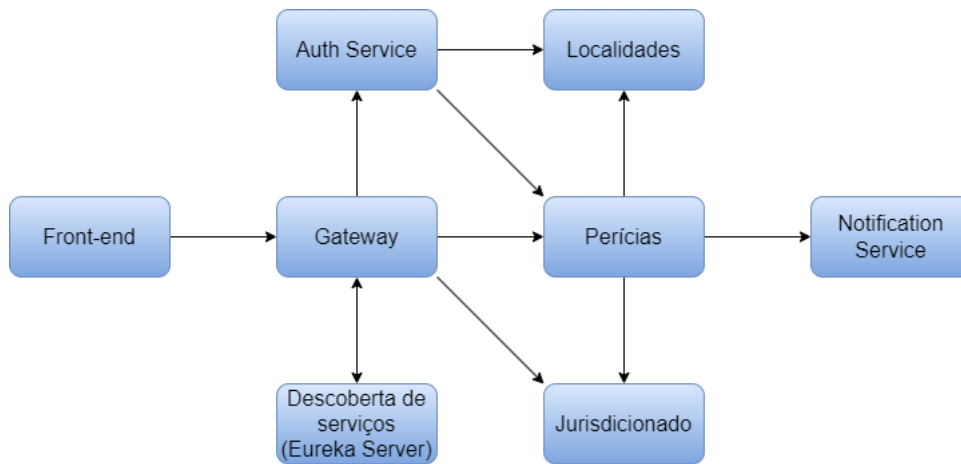 Auth Service
Localidades
Front-end
Gateway
Perícias
Notification
Service
Descoberta de
serviços
(Eureka Server)
Jurisdicionado